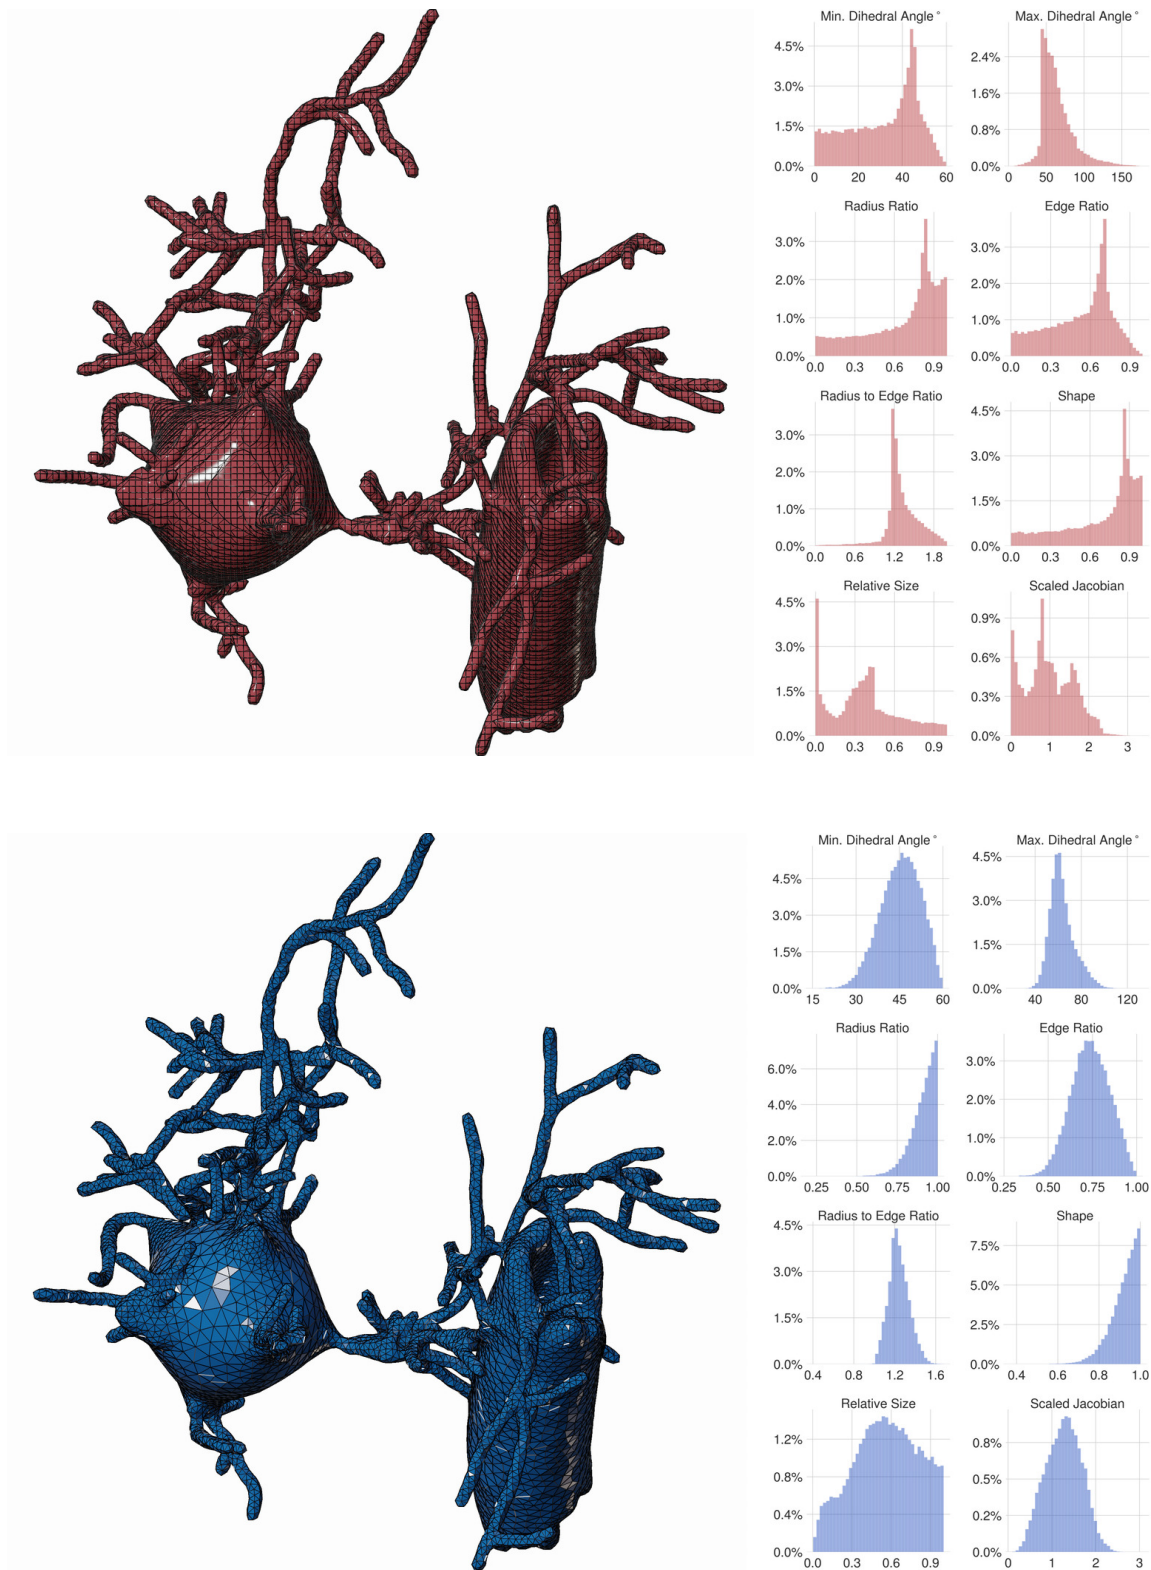 Min. Dihedral Angle °
4.5%
3.0%
1.5%
0.0%
0 20 40 60
Max. Dihedral Angle °
2.4%
1.6%
0.8%
0.0%
0 50 100 150
Radius Ratio
3.0%
2.0%
1.0%
0.0%
0.0 0.3 0.6 0.9
Edge Ratio
3.0%
2.0%
1.0%
0.0%
0.0 0.3 0.6 0.9
Radius to Edge Ratio
3.0%
2.0%
1.0%
0.0%
0.0 0.6 1.2 1.8
Shape
4.5%
3.0%
1.5%
0.0%
0.0 0.3 0.6 0.9
Relative Size
4.5%
3.0%
1.5%
0.0%
0.0 0.3 0.6 0.9
Scaled Jacobian
0.9%
0.6%
0.3%
0.0%
0 1 2 3
Min. Dihedral Angle °
4.5%
3.0%
1.5%
0.0%
15 30 45 60
Max. Dihedral Angle °
4.5%
3.0%
1.5%
0.0%
40 80 120
Radius Ratio
6.0%
4.0%
2.0%
0.0%
0.25 0.50 0.75 1.00
Edge Ratio
3.0%
2.0%
1.0%
0.0%
0.25 0.50 0.75 1.00
Radius to Edge Ratio
4.5%
3.0%
1.5%
0.0%
0.4 0.8 1.2 1.6
Shape
7.5%
5.0%
2.5%
0.0%
0.4 0.6 0.8 1.0
Relative Size
1.2%
0.8%
0.4%
0.0%
0.0 0.3 0.6 0.9
Scaled Jacobian
0.8%
0.5%
0.2%
0.0%
0 1 2 3